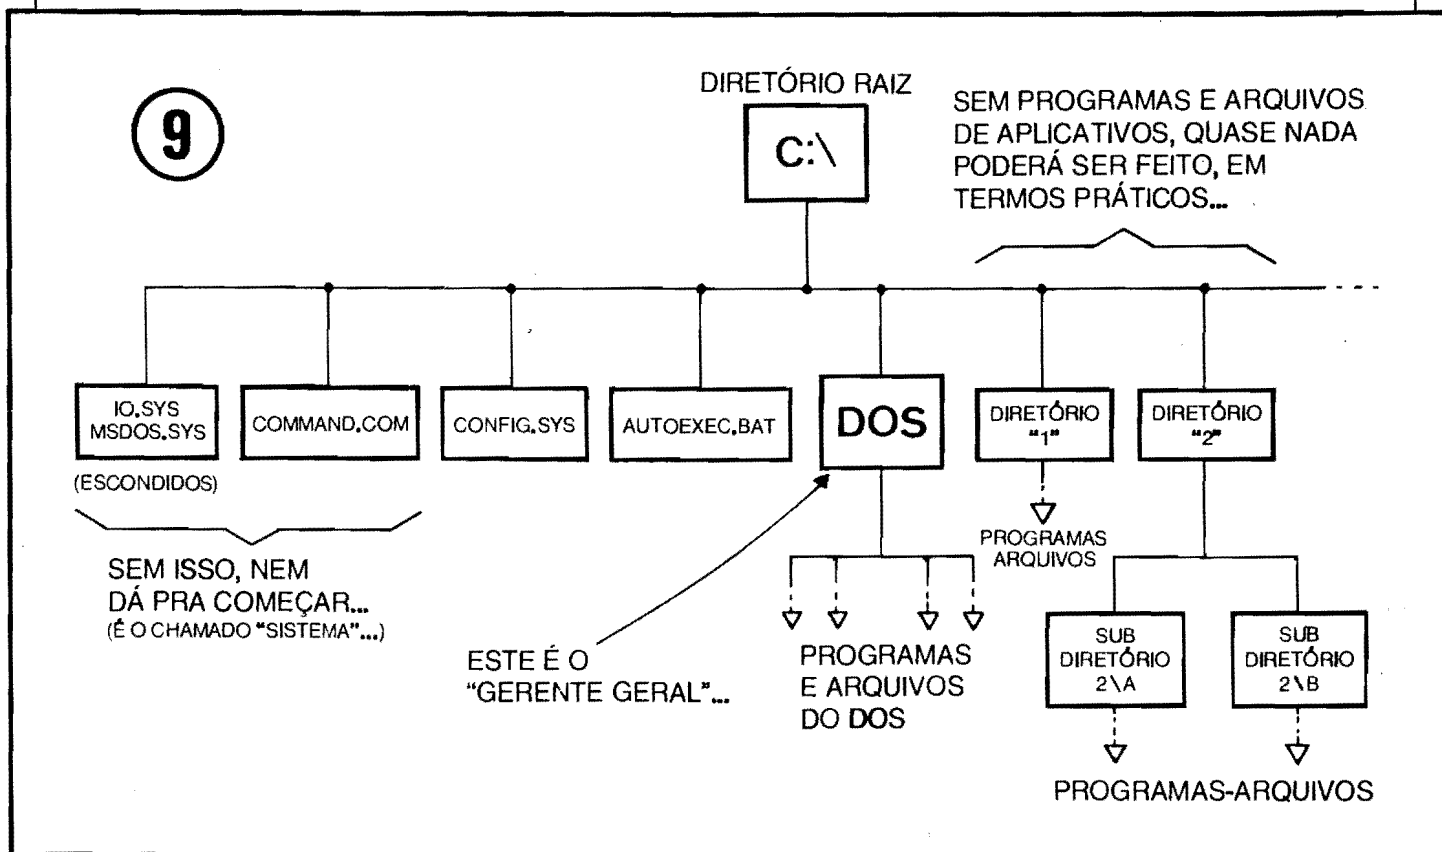 9
DIRETÓRIO RAIZ
C:\
SEM PROGRAMAS E ARQUIVOS
DE APLICATIVOS, QUASE NADA
PODERÁ SER FEITO, EM
TERMOS PRÁTICOS...
IO.SYS
MSDOS.SYS
(ESCONDIDOS)
COMMAND.COM
CONFIG.SYS
AUTOEXEC.BAT
DOS
DIRETÓRIO
"1"
DIRETÓRIO
"2"
SEM ISSO, NEM
DÁ PRA COMEÇAR...
(É O CHAMADO "SISTEMA"...)
ESTE É O
"GERENTE GERAL"...
PROGRAMAS
E ARQUIVOS
DO DOS
PROGRAMAS
ARQUIVOS
SUB
DIRETÓRIO
2\A
SUB
DIRETÓRIO
2\B
PROGRAMAS-ARQUIVOS